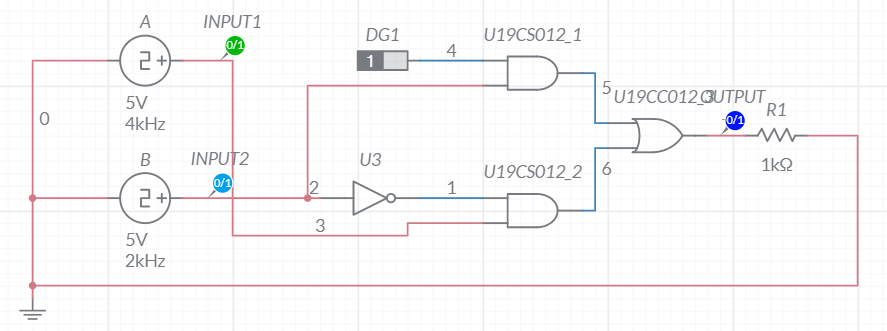 A
INPUT1
0/1
5V
4kHz
0
DG1
1
4
U19CS012_1
5
U19CC012_3
OUTPUT
0/1
R1
1kΩ
B
INPUT2
0/1
5V
2kHz
2
U3
1
3
U19CS012_2
6